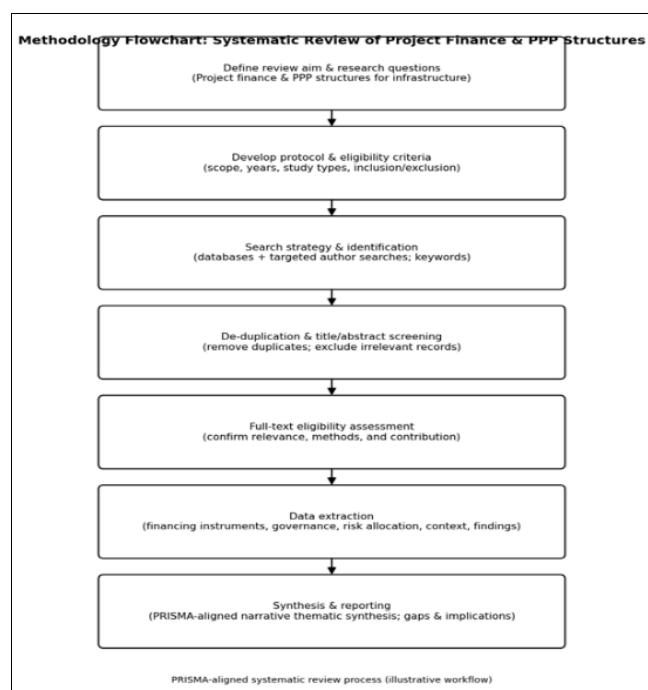 Methodology Flowchart: Systematic Review of Project Finance & PPP Structures
Define review aim & research questions
(Project finance & PPP structures for infrastructure)
Develop protocol & eligibility criteria
(scope, years, study types, inclusion/exclusion)
Search strategy & identification
(databases + targeted author searches; keywords)
De-duplication & title/abstract screening
(remove duplicates; exclude irrelevant records)
Full-text eligibility assessment
(confirm relevance, methods, and contribution)
Data extraction
(financing instruments, governance, risk allocation, context, findings)
Synthesis & reporting
(PRISMA-aligned narrative thematic synthesis; gaps & implications)
PRISMA-aligned systematic review process (illustrative workflow)